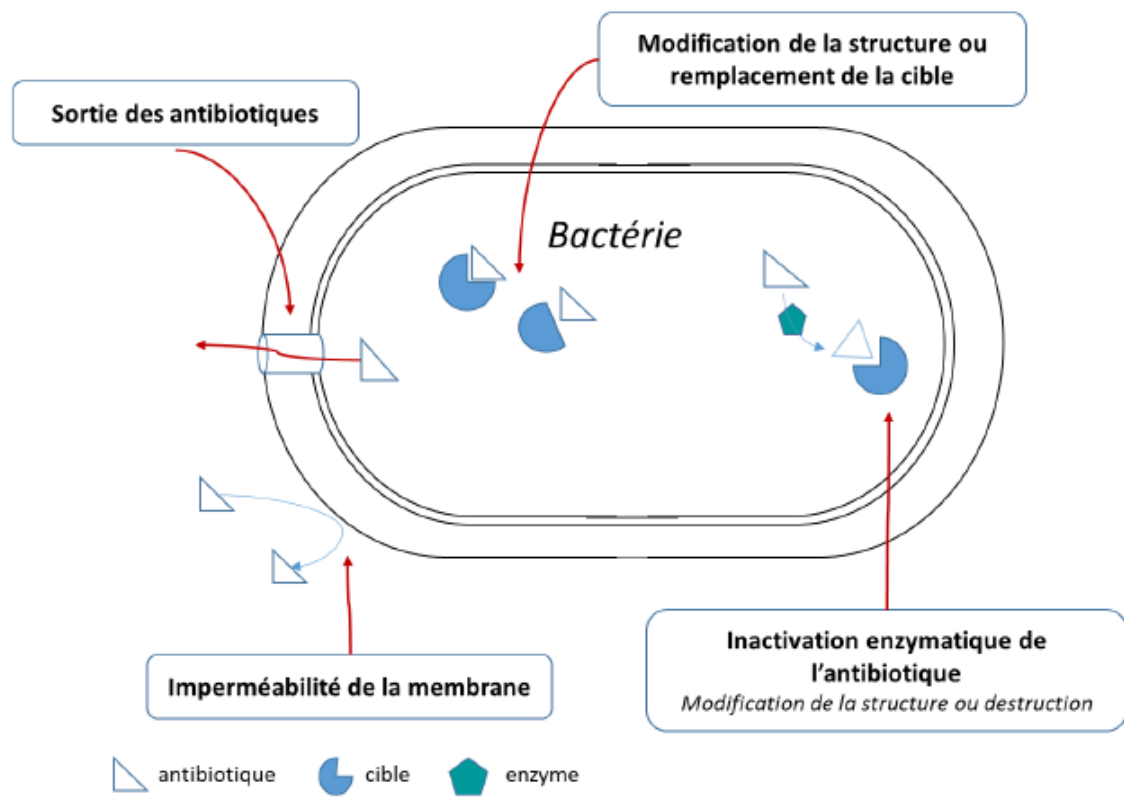 Modification de la structure ou
remplacement de la cible
Sortie des antibiotiques
Bactérie
Imperméabilité de la membrane
Inactivation enzymatique de
l'antibiotique
Modification de la structure ou destruction
antibiotique
cible
enzyme